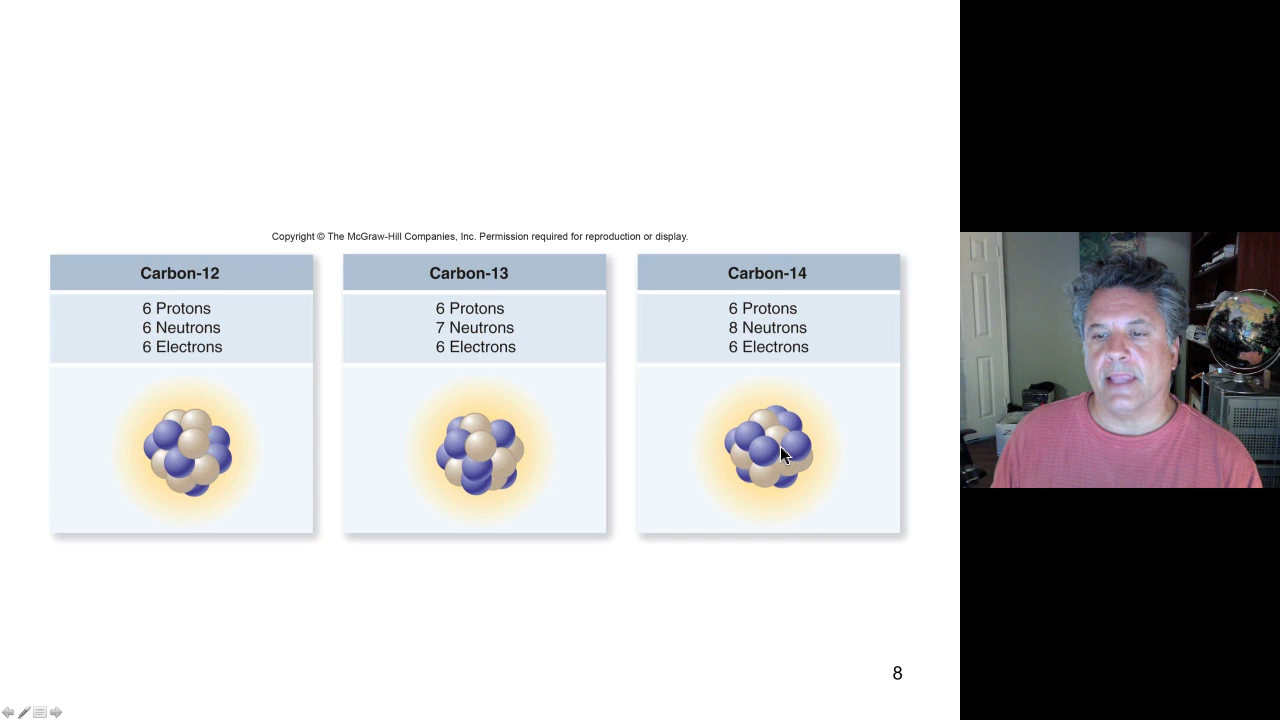 Copyright © The McGraw-Hill Companies, Inc. Permission required for reproduction or display.
Carbon-12
6 Protons
6 Neutrons
6 Electrons
Carbon-13
6 Protons
7 Neutrons
6 Electrons
Carbon-14
6 Protons
8 Neutrons
6 Electrons
8